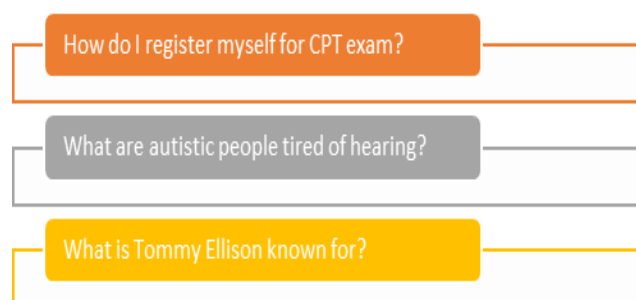 How do I register myself for CPT exam?
What are autistic people tired of hearing?
What is Tommy Ellison known for?